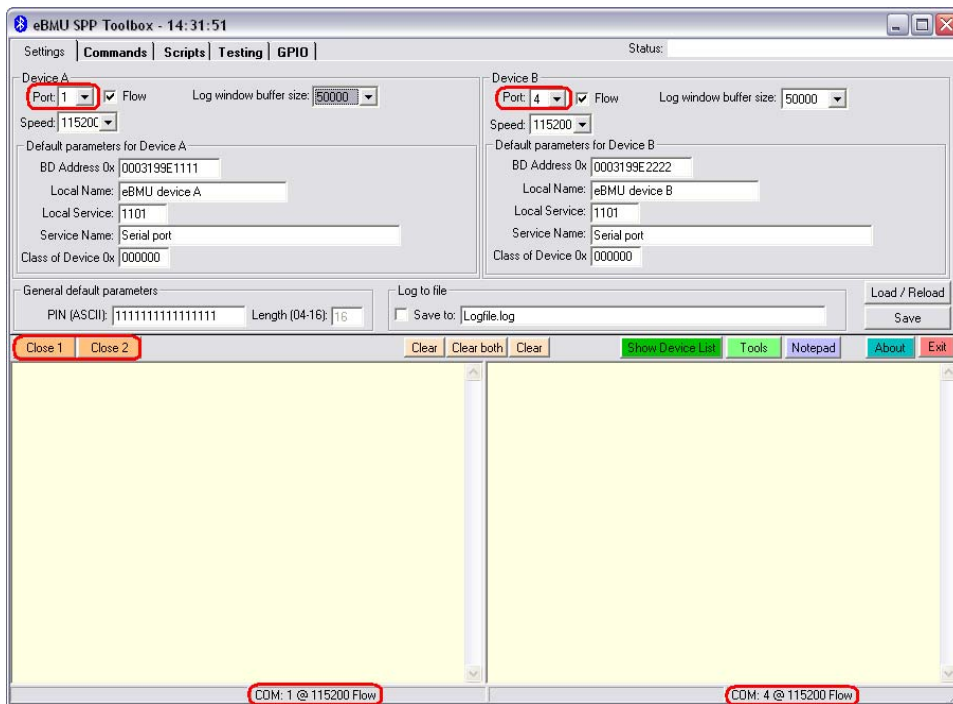 eBMU SPP Toolbox - 14:31:51
Settings Commands Scripts Testing GPIO Status:
Device A
Port: 1 Flow Log window buffer size: 50000
Speed: 115200
Default parameters for Device A
BD Address 0x 0003199E1111
Local Name: eBMU device A
Local Service: 1101
Service Name: Serial port
Class of Device 0x 000000
Device B
Port: 4 Flow Log window buffer size: 50000
Speed: 115200
Default parameters for Device B
BD Address 0x 0003199E2222
Local Name: eBMU device B
Local Service: 1101
Service Name: Serial port
Class of Device 0x 000000
General default parameters
PIN (ASCII): 1111111111111111 Length (04-16): 16
Log to file
Save to: Logfile.log
Load / Reload
Save
Close 1 Close 2 Clear Clear both Clear Show Device List Tools Notepad About Exit
COM: 1 @ 115200 Flow COM: 4 @ 115200 Flow